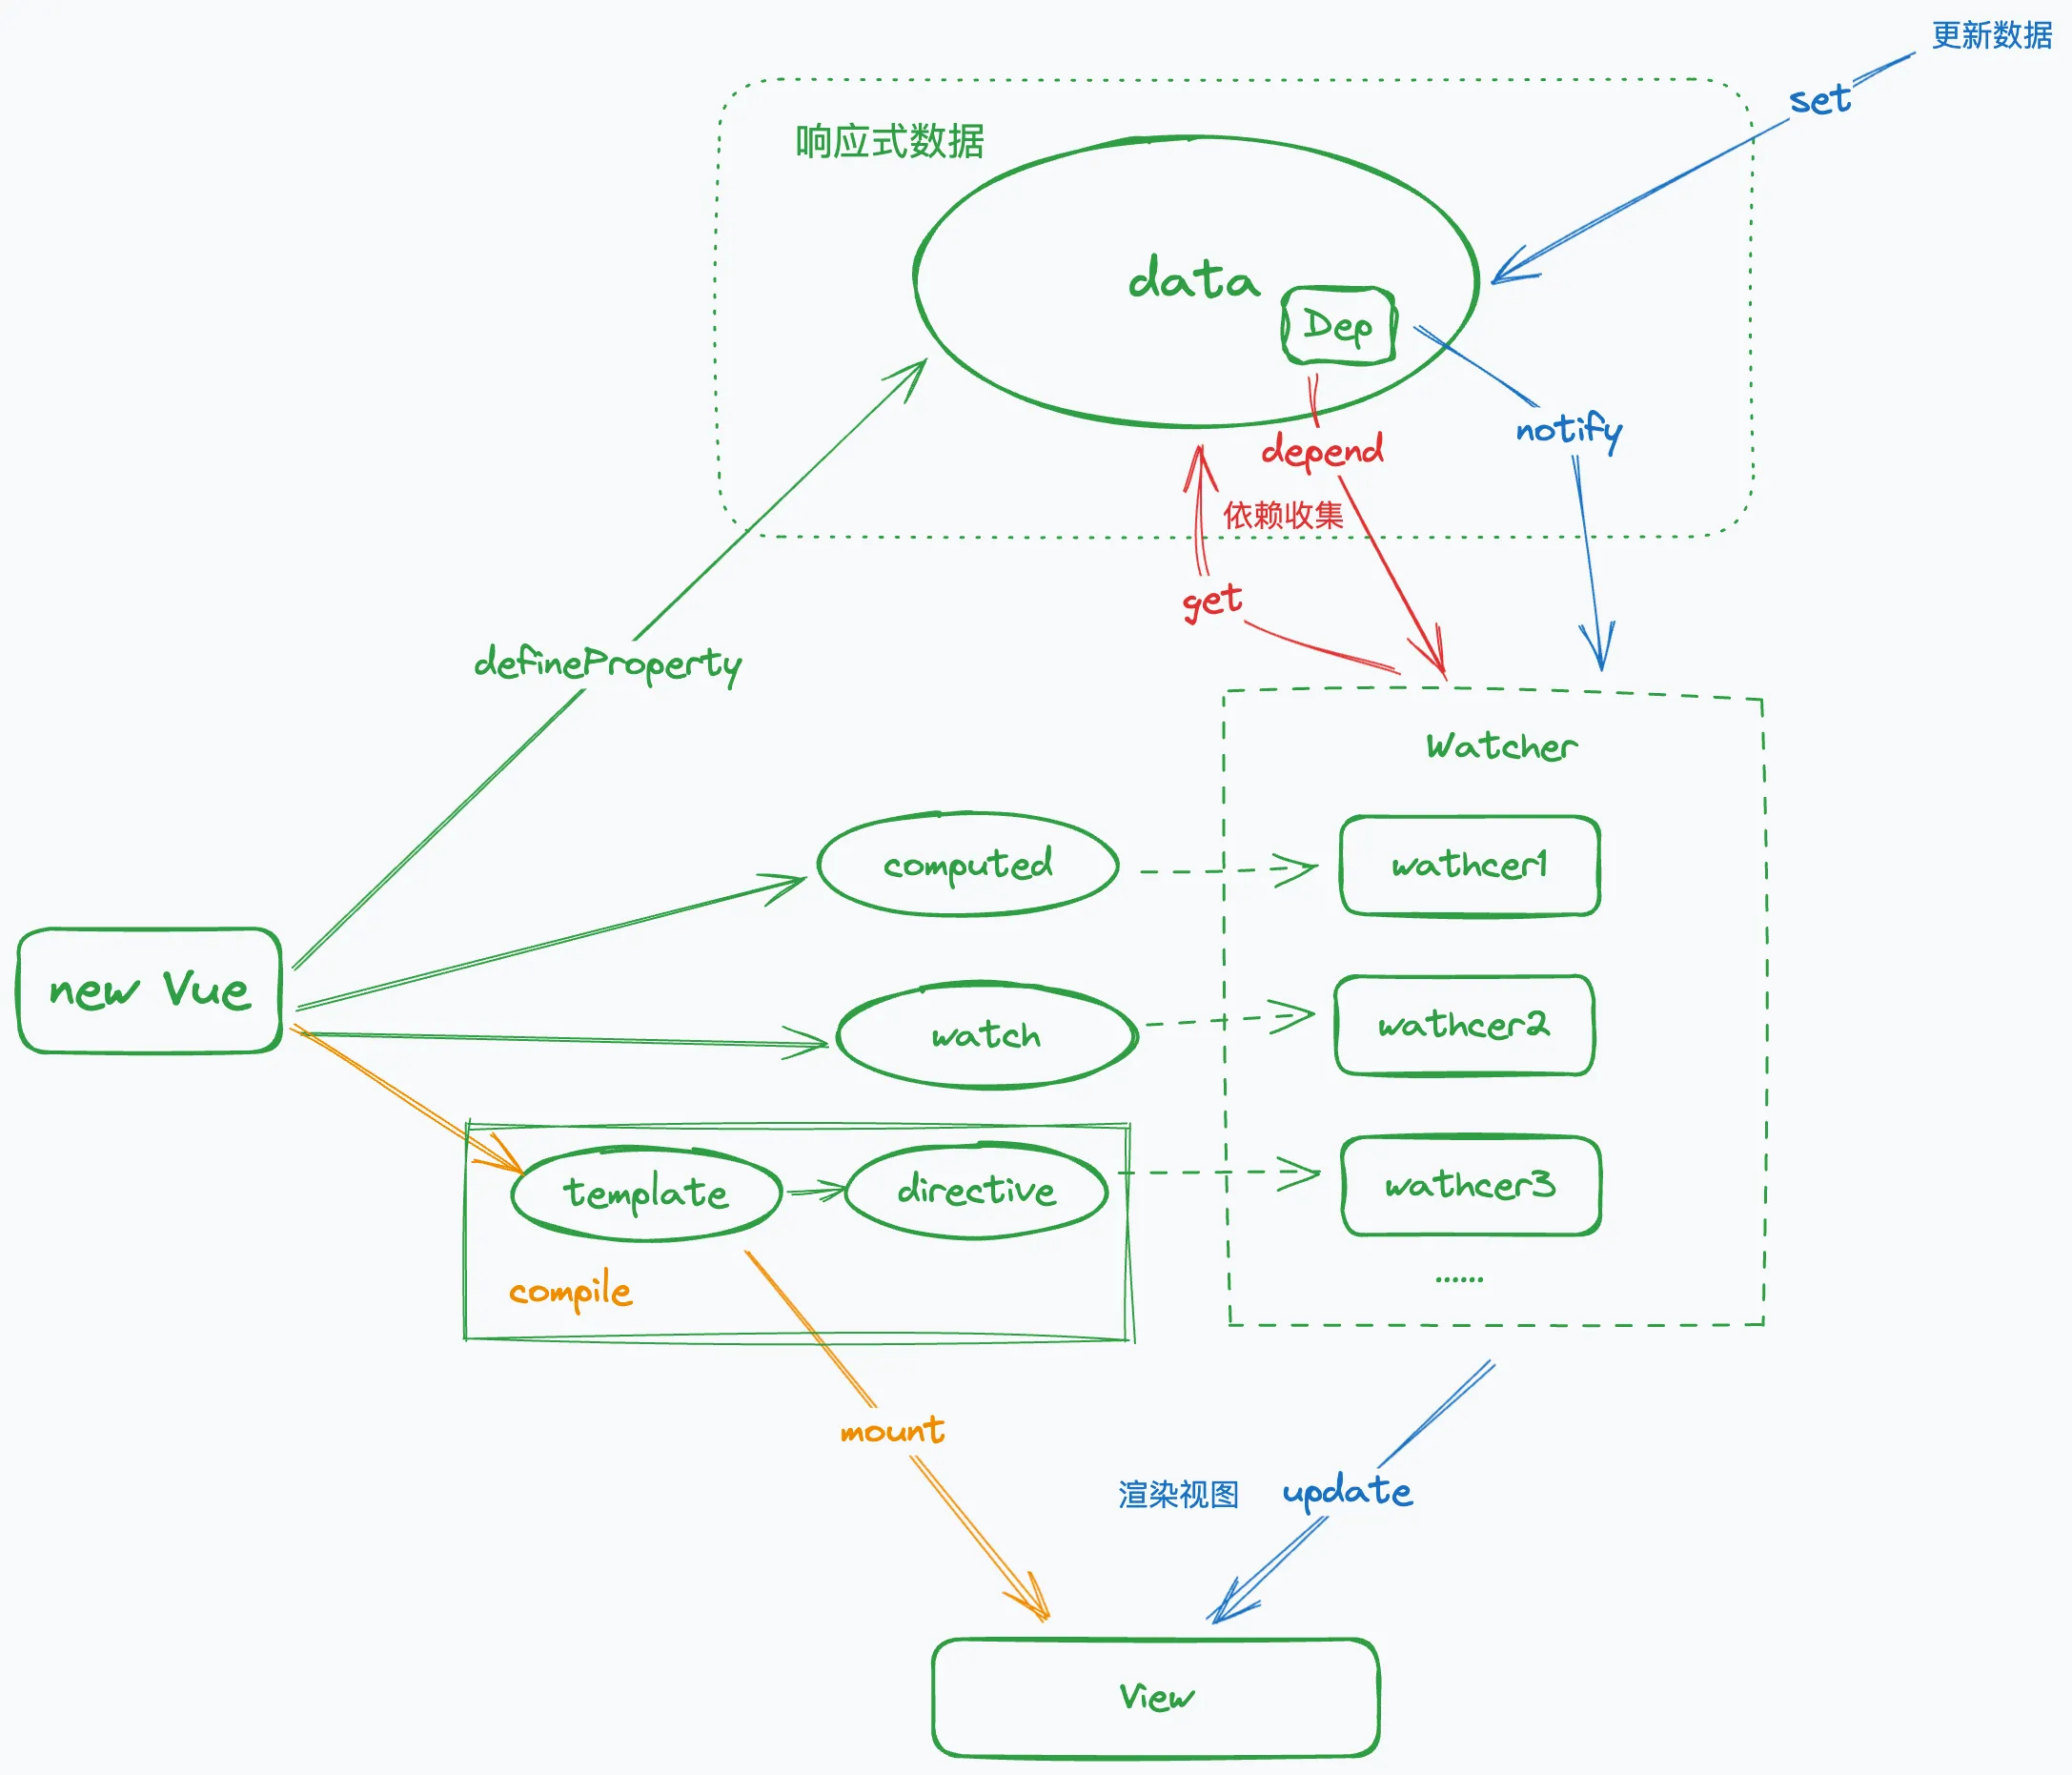 更新数据
set
响应式数据
data
Dep
notify
depend
依赖收集
get
defineProperty
Watcher
computed
wathcer1
new Vue
watch
wathcer2
template
directive
wathcer3
compile
......
mount
渲染视图
update
View